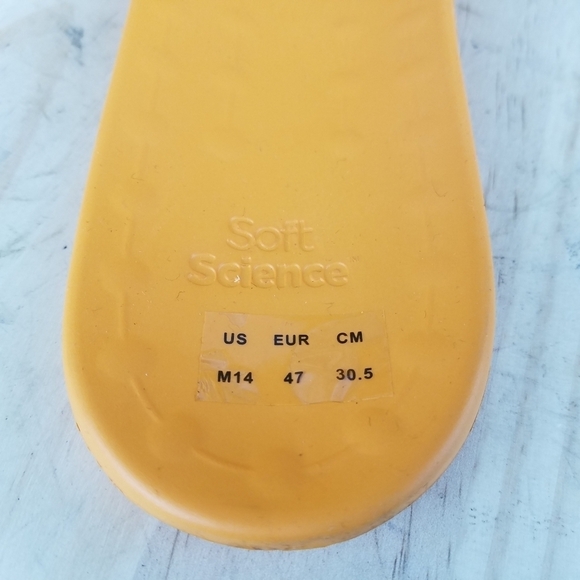 Soft
Science
US EUR CM
M14 47 30.5